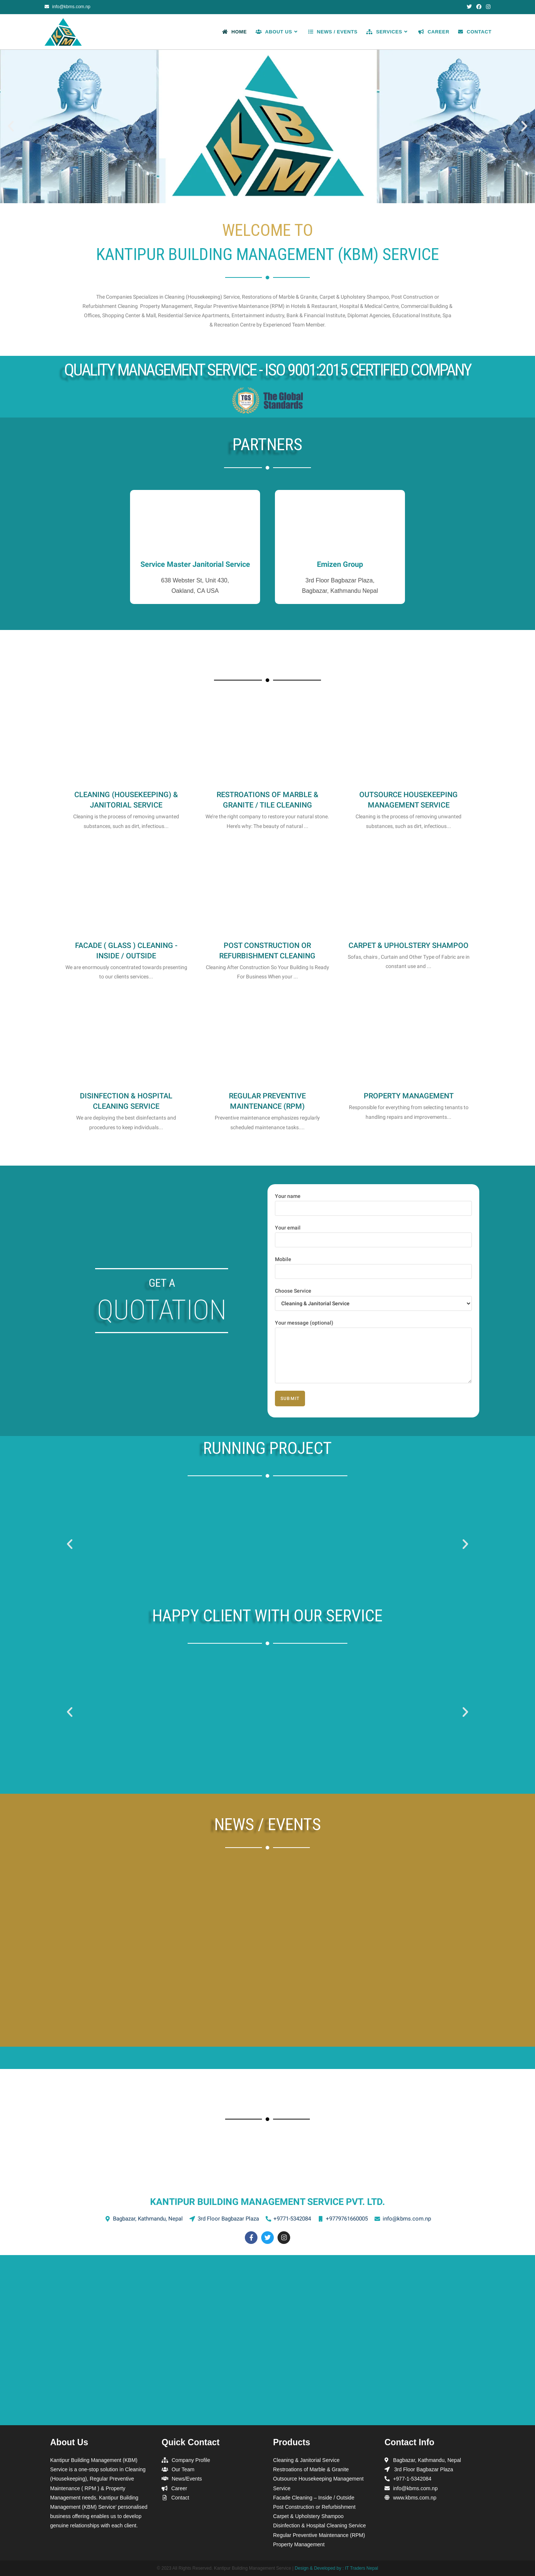 info@kbms.com.np
KBM
HOME
ABOUT US
NEWS / EVENTS
SERVICES
CAREER
CONTACT
KBM
WELCOME TO
KANTIPUR BUILDING MANAGEMENT (KBM) SERVICE
The Companies Specializes in Cleaning (Housekeeping) Service, Restorations of Marble & Granite, Carpet & Upholstery Shampoo, Post Construction or
Refurbishment Cleaning Property Management, Regular Preventive Maintenance (RPM) in Hotels & Restaurant, Hospital & Medical Centre, Commercial Building &
Offices, Shopping Center & Mall, Residential Service Apartments, Entertainment industry, Bank & Financial Institute, Diplomat Agencies, Educational Institute, Spa
& Recreation Centre by Experienced Team Member.
QUALITY MANAGEMENT SERVICE - ISO 9001:2015 CERTIFIED COMPANY
TGS
The Global
Standards
PARTNERS
Service Master Janitorial Service
638 Webster St, Unit 430,
Oakland, CA USA
Emizen Group
3rd Floor Bagbazar Plaza,
Bagbazar, Kathmandu Nepal
CLEANING (HOUSEKEEPING) &
JANITORIAL SERVICE
Cleaning is the process of removing unwanted
substances, such as dirt, infectious...
RESTROATIONS OF MARBLE &
GRANITE / TILE CLEANING
We're the right company to restore your natural stone.
Here's why: The beauty of natural ...
OUTSOURCE HOUSEKEEPING
MANAGEMENT SERVICE
Cleaning is the process of removing unwanted
substances, such as dirt, infectious...
FACADE ( GLASS ) CLEANING -
INSIDE / OUTSIDE
We are enormously concentrated towards presenting
to our clients services...
POST CONSTRUCTION OR
REFURBISHMENT CLEANING
Cleaning After Construction So Your Building Is Ready
For Business When your ...
CARPET & UPHOLSTERY SHAMPOO
Sofas, chairs , Curtain and Other Type of Fabric are in
constant use and ...
DISINFECTION & HOSPITAL
CLEANING SERVICE
We are deploying the best disinfectants and
procedures to keep individuals...
REGULAR PREVENTIVE
MAINTENANCE (RPM)
Preventive maintenance emphasizes regularly
scheduled maintenance tasks...
PROPERTY MANAGEMENT
Responsible for everything from selecting tenants to
handling repairs and improvements...
GET A
QUOTATION
Your name
Your email
Mobile
Choose Service
Cleaning & Janitorial Service
Your message (optional)
SUBMIT
RUNNING PROJECT
HAPPY CLIENT WITH OUR SERVICE
NEWS / EVENTS
KANTIPUR BUILDING MANAGEMENT SERVICE PVT. LTD.
Bagbazar, Kathmandu, Nepal
3rd Floor Bagbazar Plaza
+9771-5342084
+9779761660005
info@kbms.com.np
About Us
Kantipur Building Management (KBM)
Service is a one-stop solution in Cleaning
(Housekeeping), Regular Preventive
Maintenance ( RPM ) & Property
Management needs. Kantipur Building
Management (KBM) Service' personalised
business offering enables us to develop
genuine relationships with each client.
Quick Contact
Company Profile
Our Team
News/Events
Career
Contact
Products
Cleaning & Janitorial Service
Restroations of Marble & Granite
Outsource Housekeeping Management
Service
Facade Cleaning – Inside / Outside
Post Construction or Refurbishment
Carpet & Upholstery Shampoo
Disinfection & Hospital Cleaning Service
Regular Preventive Maintenance (RPM)
Property Management
Contact Info
Bagbazar, Kathmandu, Nepal
3rd Floor Bagbazar Plaza
+977-1-5342084
info@kbms.com.np
www.kbms.com.np
Design & Developed by : IT Traders Nepal